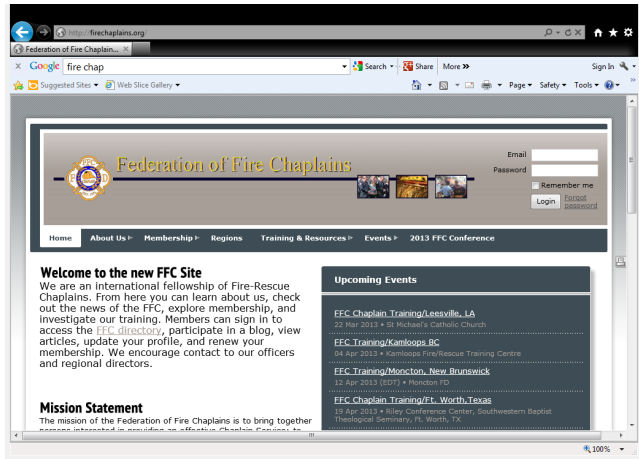 http://firechaplains.org/
Federation of Fire Chaplain...
Google fire chap Search Share More >> Sign In
Suggested Sites Web Slice Gallery Page Safety Tools
Federation of Fire Chaplains
Email
Password
Remember me
Login Forgot password
Home About Us Membership Regions Training & Resources Events 2013 FFC Conference
Welcome to the new FFC Site
We are an international fellowship of Fire-Rescue
Chaplains. From here you can learn about us, check
out the news of the FFC, explore membership, and
investigate our training. Members can sign in to
access the FFC directory, participate in a blog, view
articles, update your profile, and renew your
membership. We encourage contact to our officers
and regional directors.
Mission Statement
The mission of the Federation of Fire Chaplains is to bring together
persons interested in providing an effective Chaplain Service; to
Upcoming Events
FFC Chaplain Training/Leesville, LA
22 Mar 2013 • St Michael's Catholic Church
FFC Training/Kamloops BC
04 Apr 2013 • Kamloops Fire/Rescue Training Centre
FFC Training/Moncton, New Brunswick
12 Apr 2013 (EDT) • Moncton FD
FFC Chaplain Training/Ft. Worth,Texas
19 Apr 2013 • Riley Conference Center, Southwestern Baptist
Theological Seminary, Ft. Worth, TX
100%